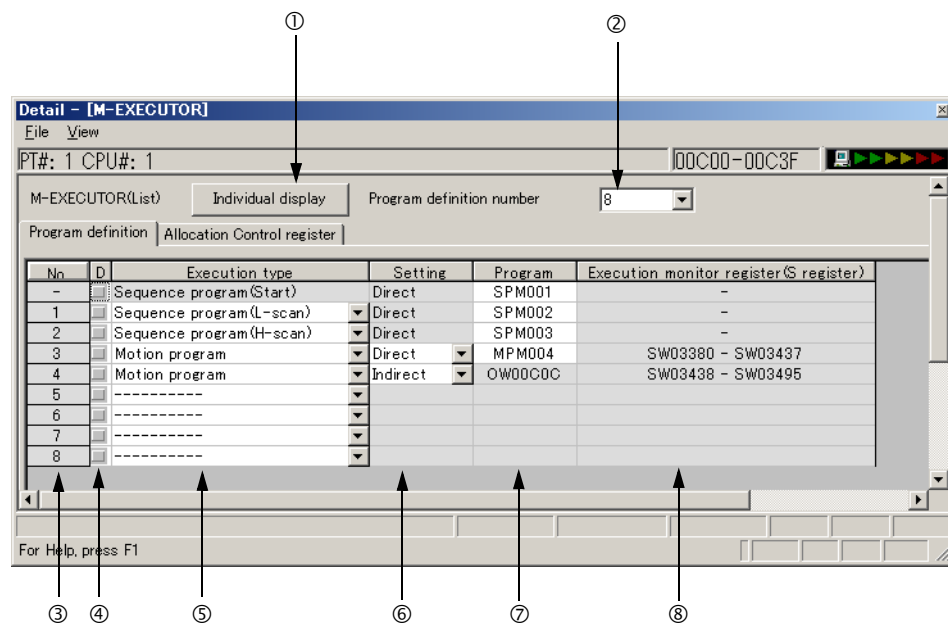 ① ②
Detail - [M-EXECUTOR]
File View
PT#: 1 CPU#: 1 00C00-00C3F
M-EXECUTOR(List) Individual display Program definition number 8
Program definition Allocation Control register
No D Execution type Setting Program Execution monitor register(S register)
- Sequence program(Start) Direct SPM001 -
1 Sequence program(L-scan) Direct SPM002 -
2 Sequence program(H-scan) Direct SPM003 -
3 Motion program Direct MPM004 SW03380 - SW03437
4 Motion program Indirect OW00C0C SW03438 - SW03495
5 ----------
6 ----------
7 ----------
8 ----------
For Help, press F1
③ ④ ⑤ ⑥ ⑦ ⑧